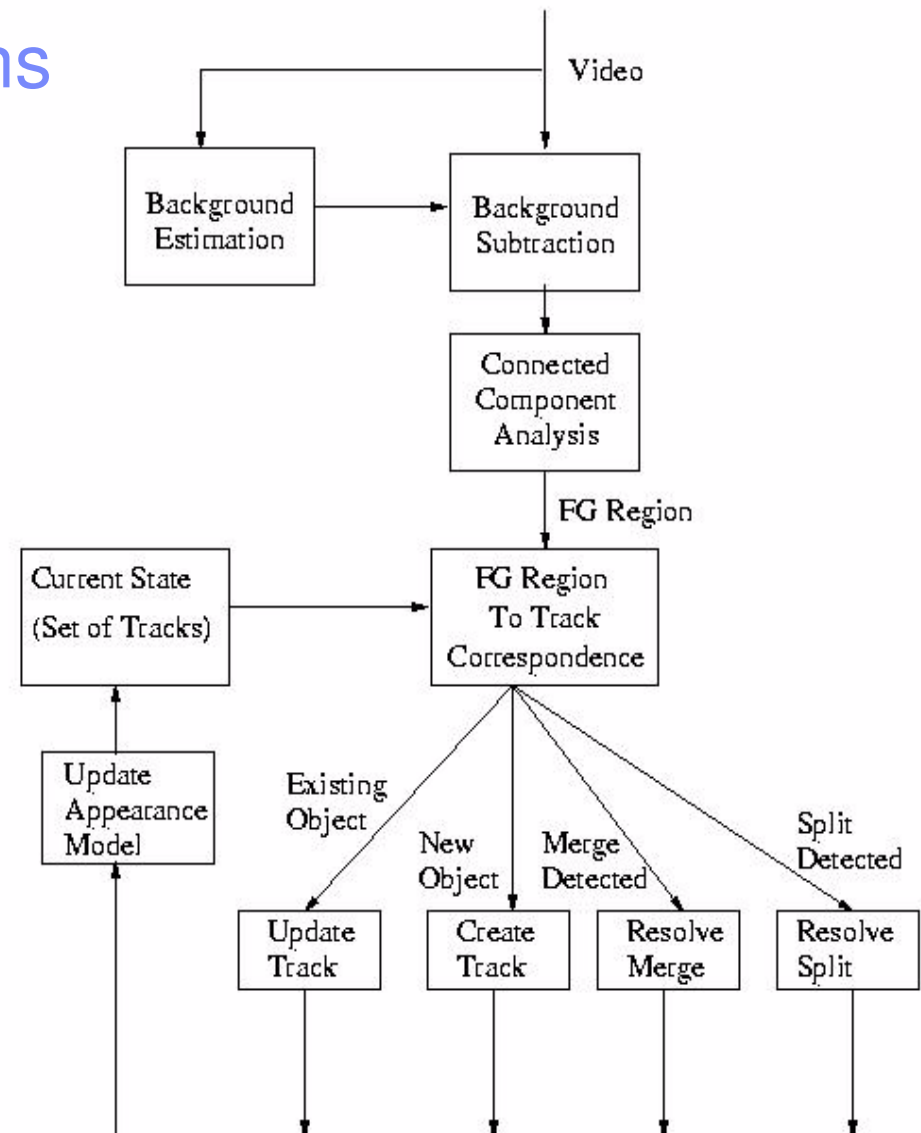 ns
Video
Background
Estimation
Background
Subtraction
Connected
Component
Analysis
FG Region
Current State
(Set of Tracks)
FG Region
To Track
Correspondence
Update
Appearance
Model
Existing
Object
New
Object
Merge
Detected
Split
Detected
Update
Track
Create
Track
Resolve
Merge
Resolve
Split